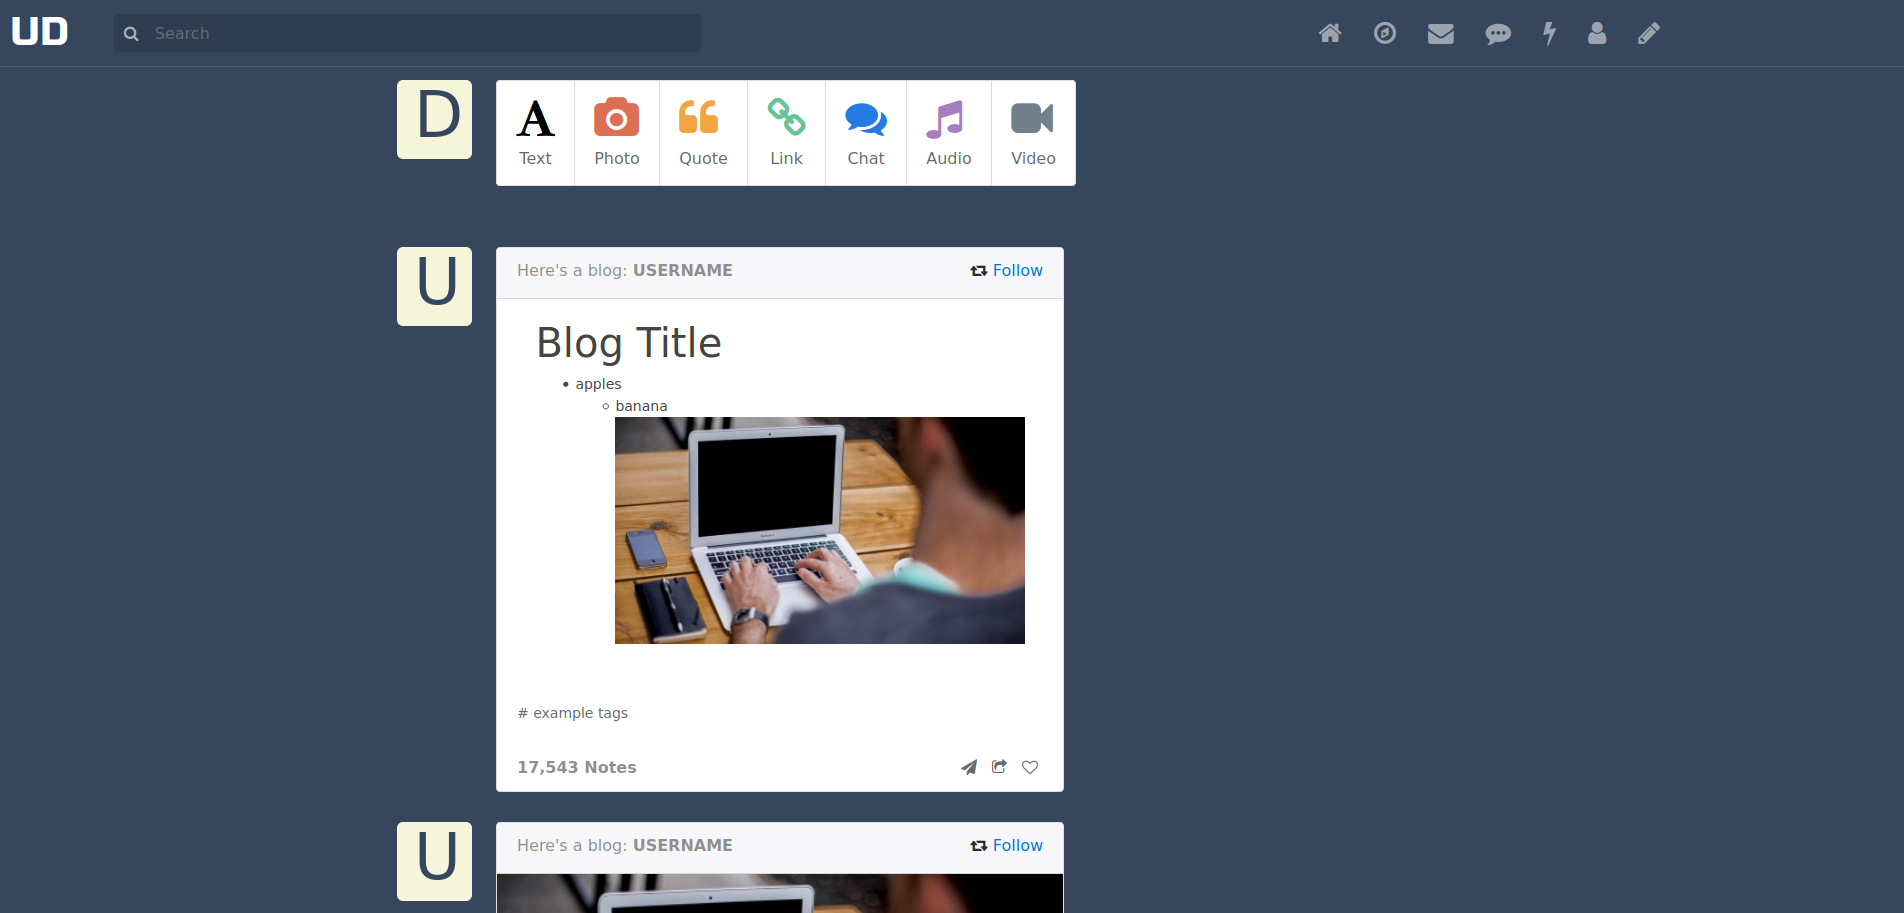 UD
Search
D
A
Text Photo Quote Link Chat Audio Video
U
Here's a blog: USERNAME Follow
Blog Title
apples
banana
# example tags
17,543 Notes
U
Here's a blog: USERNAME Follow